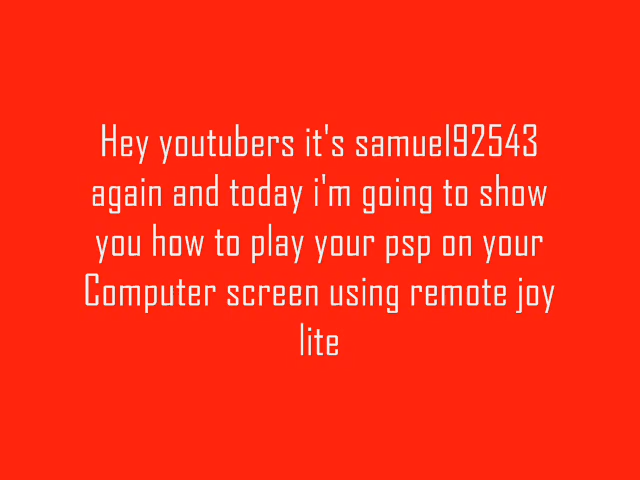 Hey youtubers it's samuel92543
again and today i'm going to show
you how to play your psp on your
Computer screen using remote joy
lite